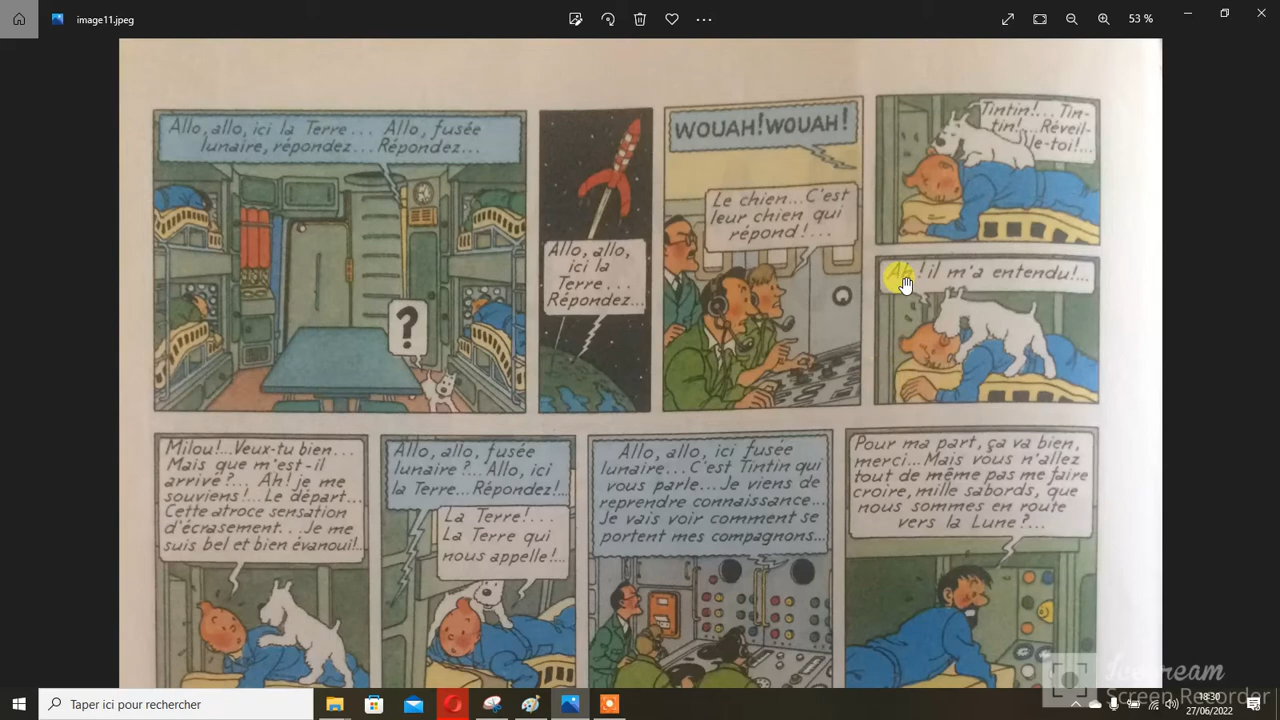 image11.jpeg
53 %
Allo, allo, ici la Terre... Allo, fusée
lunaire, répondez... Répondez...
?
Allo, allo,
ici la
Terre...
Répondez...
WOUAH! WOUAH!
Le chien... C'est
leur chien qui
répond!...
Tintin!... Tin-
tin!... Réveil-
le-toi!...
Ah! il m'a entendu!...
Milou!... Veux-tu bien...
Mais que m'est-il
arrivé?... Ah! je me
souviens!... Le départ...
Cette atroce sensation
d'écrasement... Je me
suis bel et bien évanoui!...
Allo, allo, fusée
lunaire?... Allo, ici
la Terre... Répondez!...
La Terre!...
La Terre qui
nous appelle!...
Allo, allo, ici fusée
lunaire... C'est Tintin qui
vous parle... Je viens de
reprendre connaissance...
Je vais voir comment se
portent mes compagnons...
Pour ma part, ça va bien,
merci... Mais vous n'allez
tout de même pas me faire
croire, mille sabords, que
nous sommes en route
vers la Lune?...
Icecream
Screen Recorder
Taper ici pour rechercher
18:30
27/06/2022